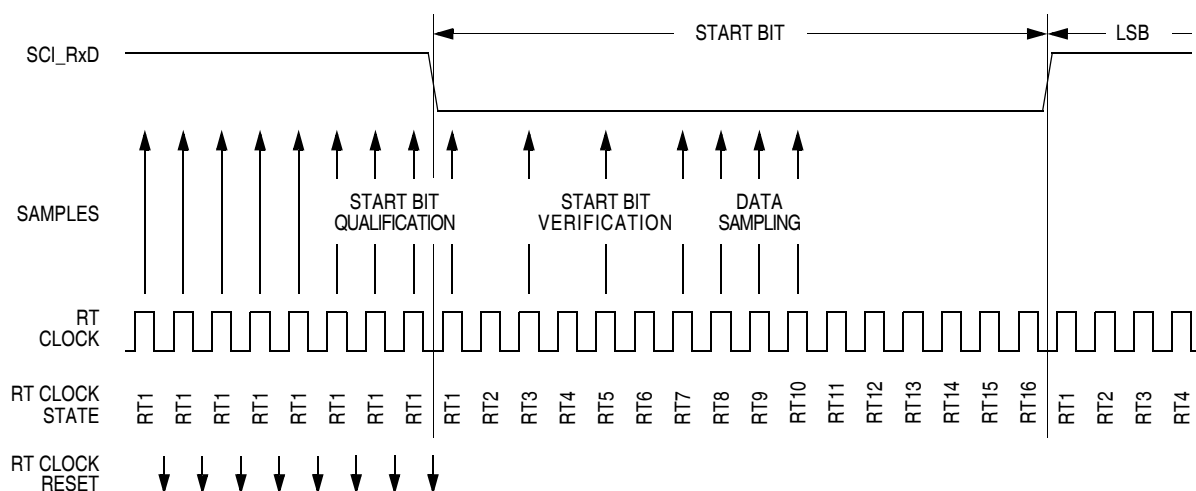 START BIT
LSB
SCI_RxD
SAMPLES
START BIT
QUALIFICATION
START BIT
VERIFICATION
DATA
SAMPLING
RT
CLOCK
RT CLOCK
STATE
RT1 RT1 RT1 RT1 RT1 RT1 RT1 RT1 RT1 RT2 RT3 RT4 RT5 RT6 RT7 RT8 RT9 RT10 RT11 RT12 RT13 RT14 RT15 RT16 RT1 RT2 RT3 RT4
RT CLOCK
RESET